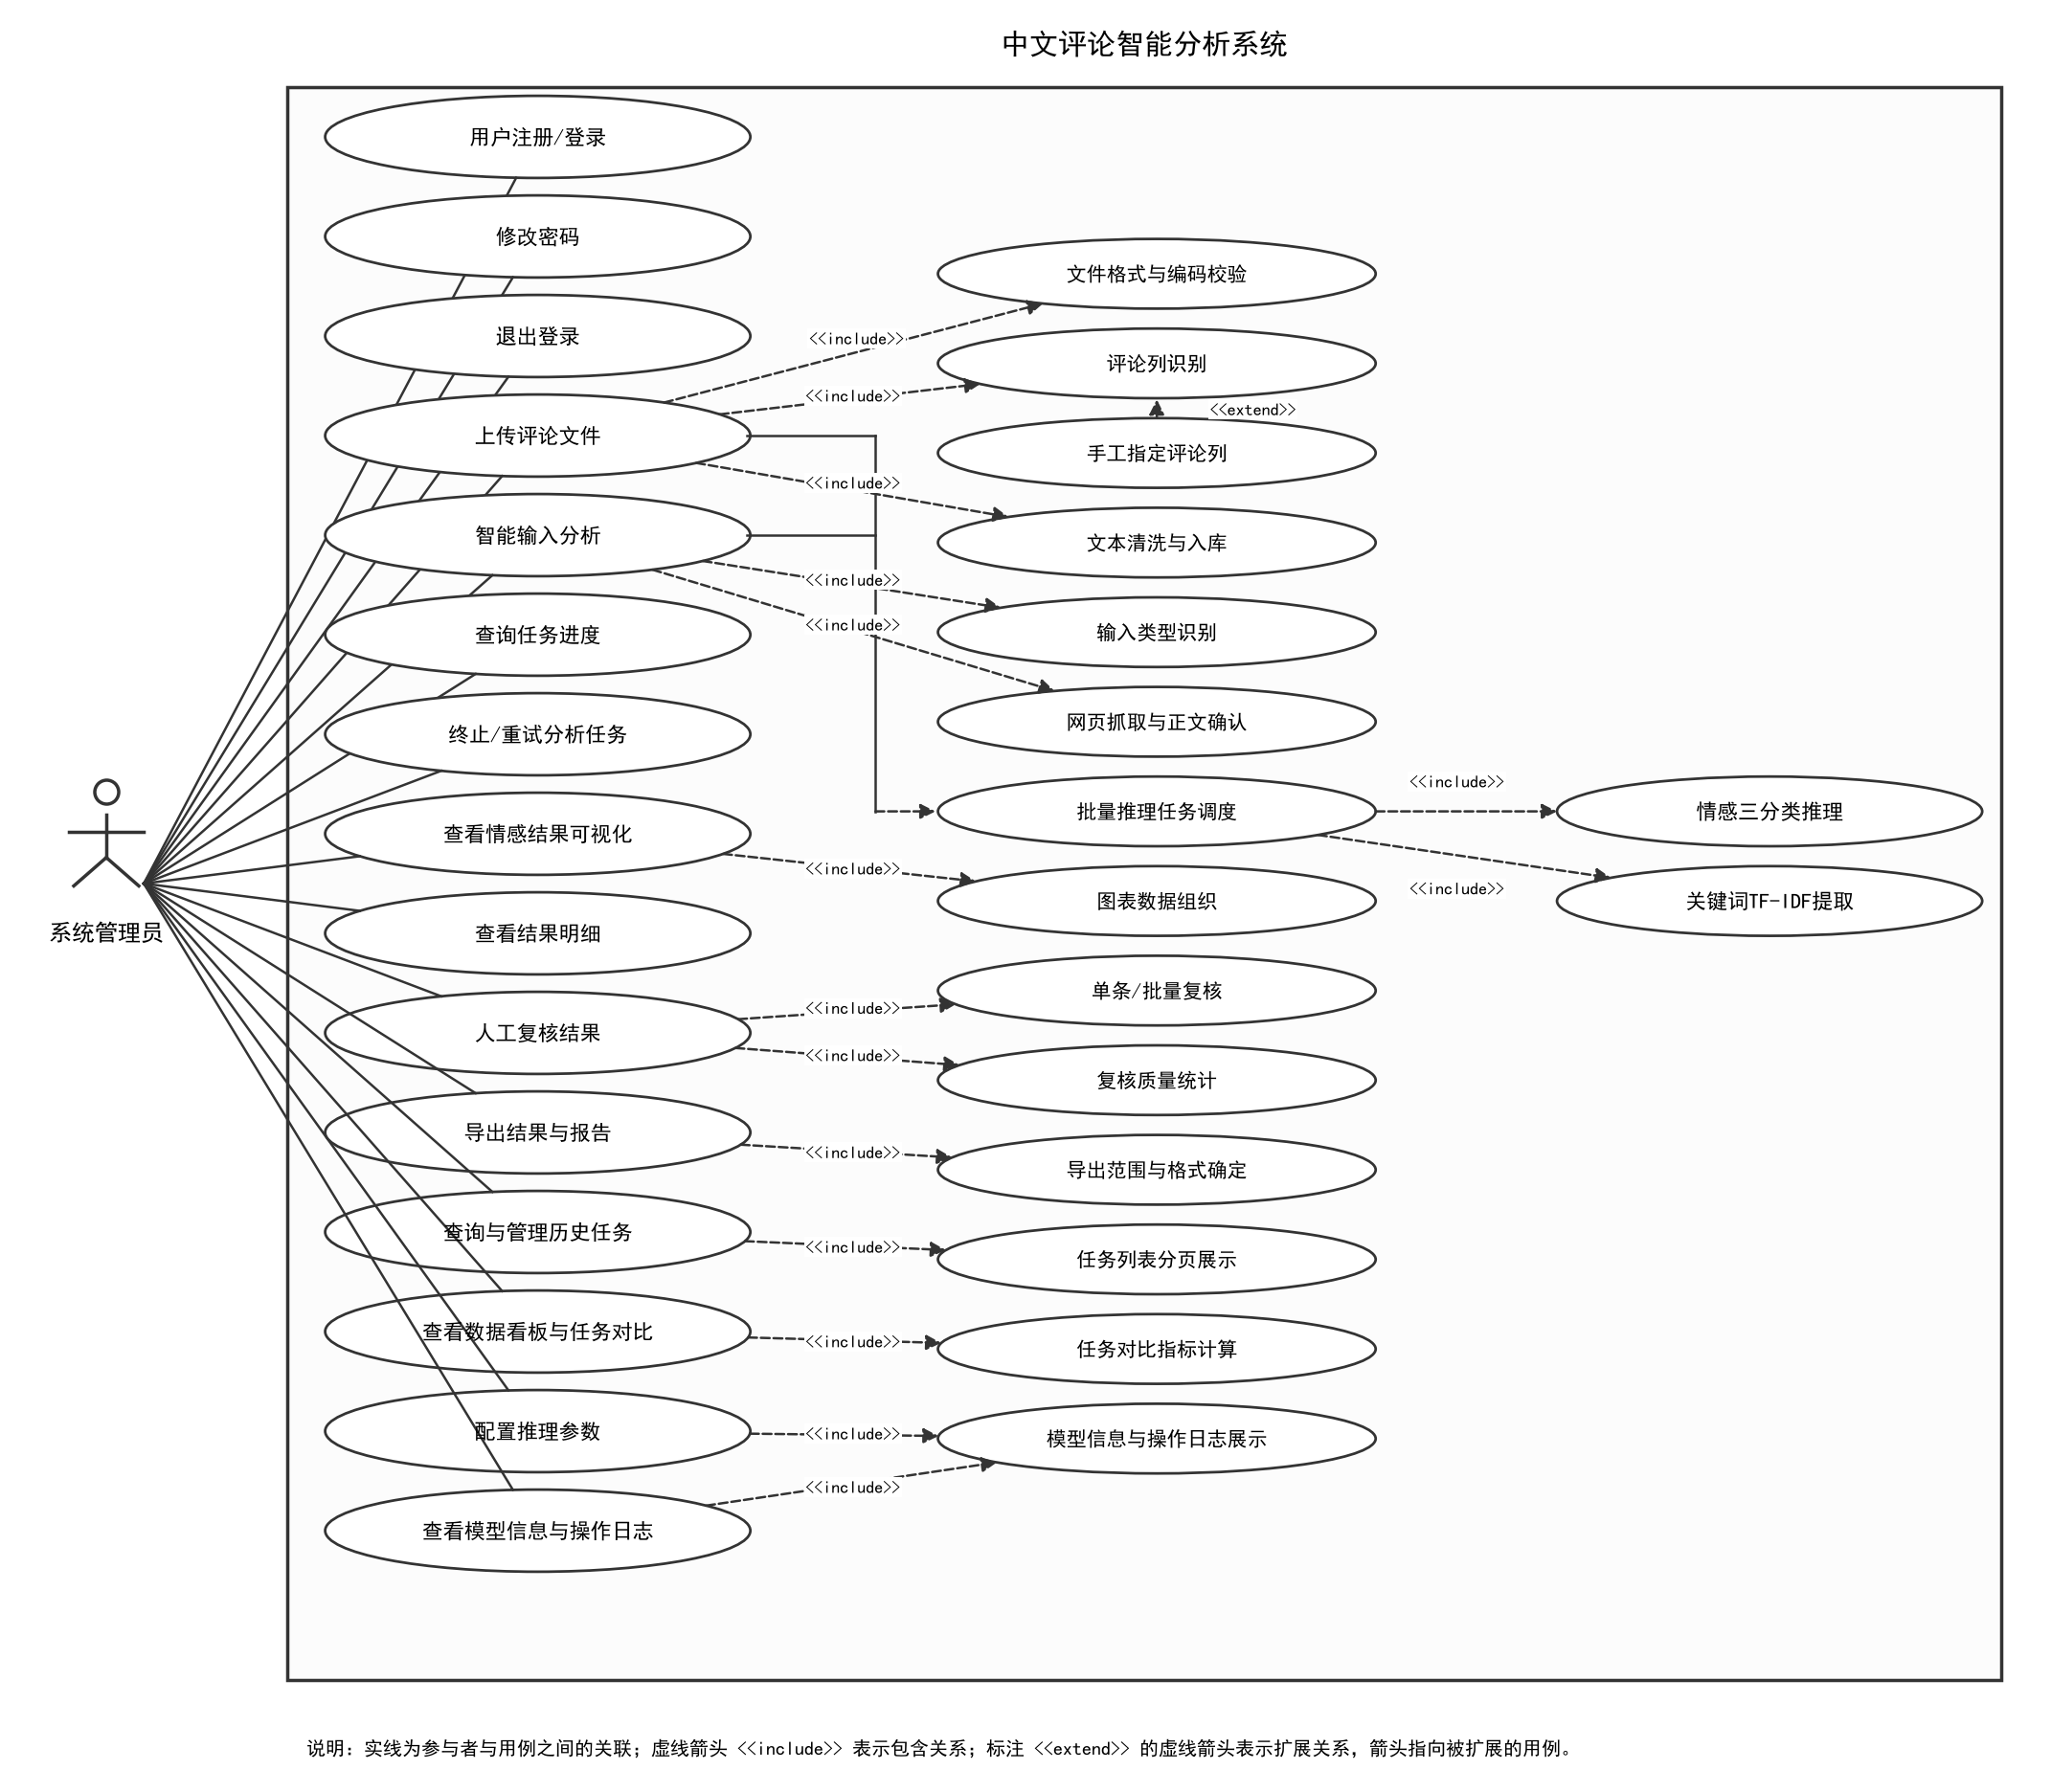 中文评论智能分析系统
用户注册/登录
修改密码
文件格式与编码校验
退出登录
<<include>>
评论列识别
<<include>>
<<extend>>
上传评论文件
手工指定评论列
<<include>>
智能输入分析
文本清洗与入库
<<include>>
<<include>>
输入类型识别
查询任务进度
网页抓取与正文确认
终止/重试分析任务
<<include>>
批量推理任务调度
情感三分类推理
查看情感结果可视化
<<include>>
<<include>>
图表数据组织
关键词TF-IDF提取
系统管理员
查看结果明细
单条/批量复核
<<include>>
人工复核结果
<<include>>
复核质量统计
导出结果与报告
<<include>>
导出范围与格式确定
查询与管理历史任务
<<include>>
任务列表分页展示
查看数据看板与任务对比
<<include>>
任务对比指标计算
配置推理参数
<<include>>
模型信息与操作日志展示
<<include>>
查看模型信息与操作日志
说明：实线为参与者与用例之间的关联；虚线箭头 <<include>> 表示包含关系；标注 <<extend>> 的虚线箭头表示扩展关系，箭头指向被扩展的用例。